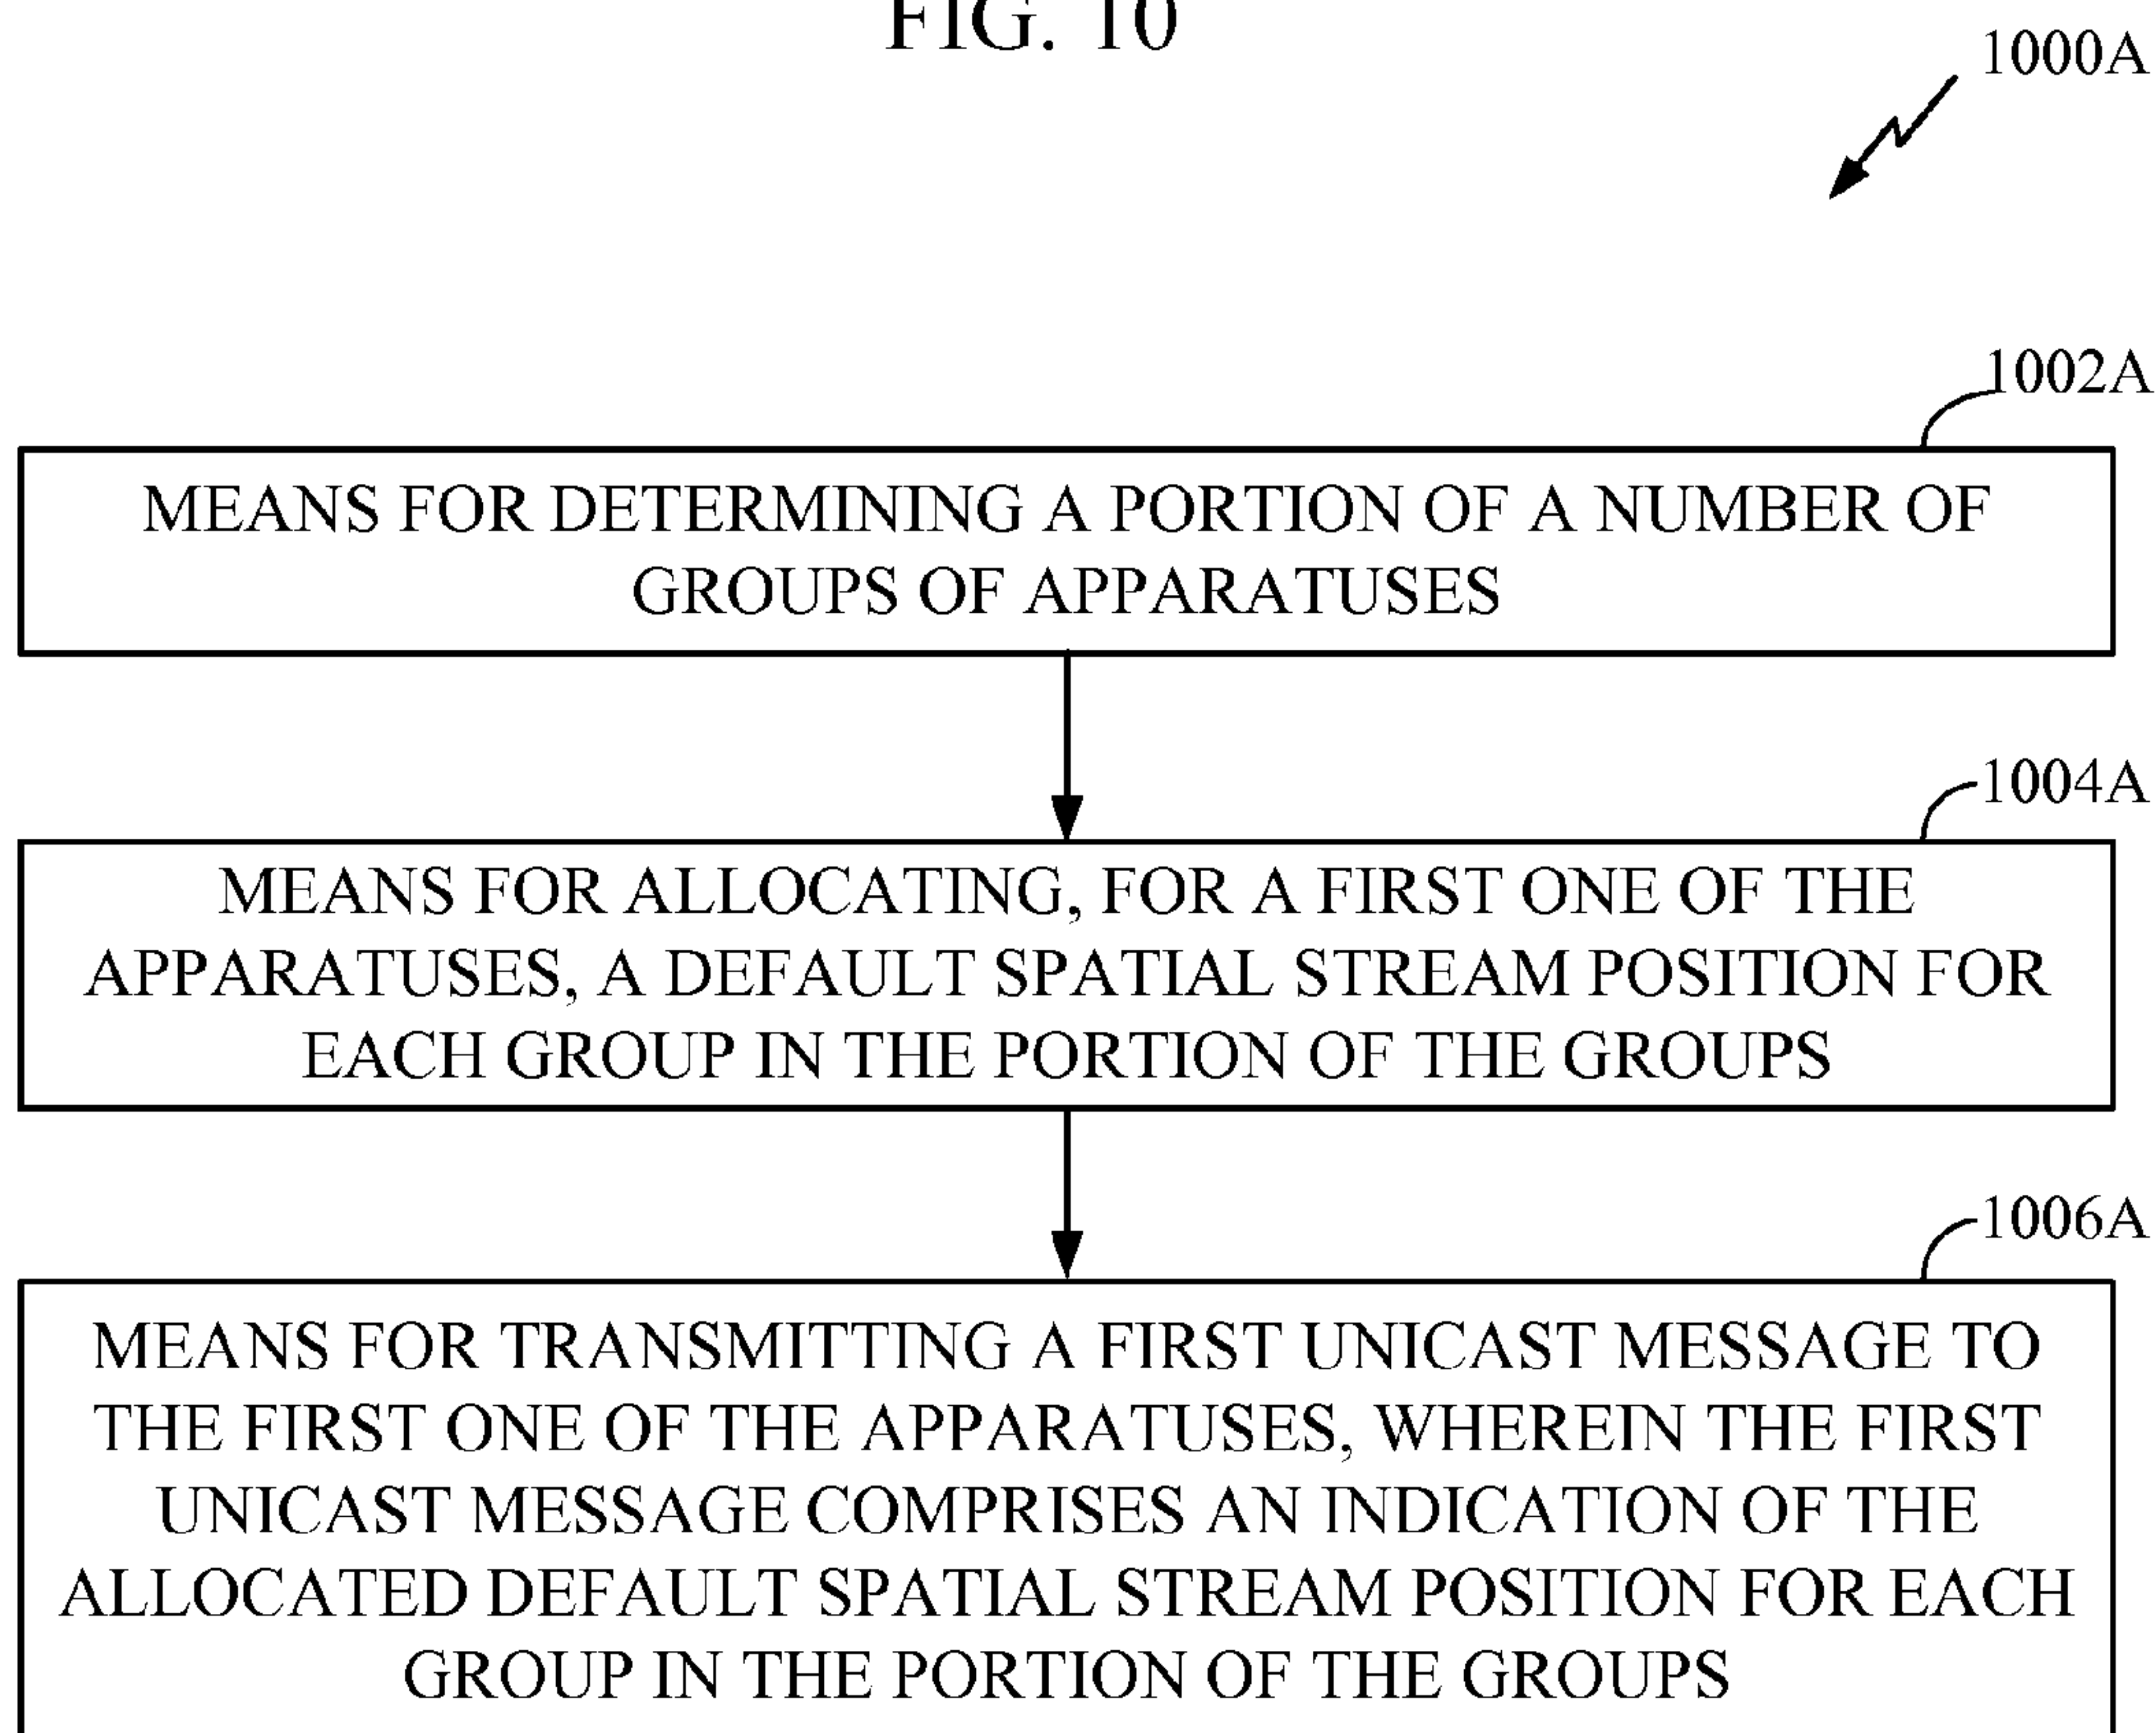 FIG. 10
1000A
1002A
MEANS FOR DETERMINING A PORTION OF A NUMBER OF
GROUPS OF APPARATUSES
1004A
MEANS FOR ALLOCATING, FOR A FIRST ONE OF THE
APPARATUSES, A DEFAULT SPATIAL STREAM POSITION FOR
EACH GROUP IN THE PORTION OF THE GROUPS
1006A
MEANS FOR TRANSMITTING A FIRST UNICAST MESSAGE TO
THE FIRST ONE OF THE APPARATUSES, WHEREIN THE FIRST
UNICAST MESSAGE COMPRISES AN INDICATION OF THE
ALLOCATED DEFAULT SPATIAL STREAM POSITION FOR EACH
GROUP IN THE PORTION OF THE GROUPS